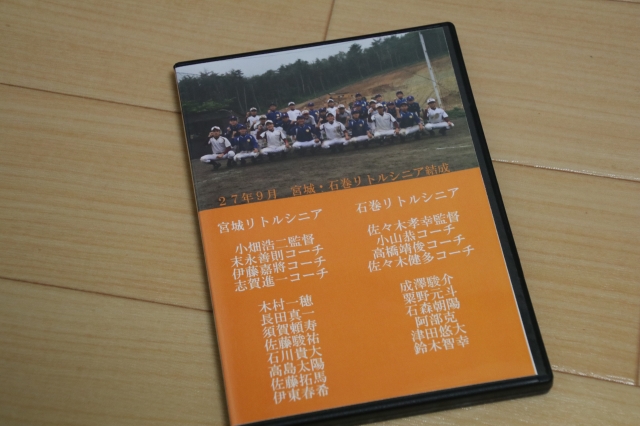 27年9月 宮城・石巻リトルシニア結成
宮城リトルシニア
小畑浩二監督
末永善則コーチ
伊藤嘉將コーチ
志賀進一コーチ
木村一穂
長田真一
須賀頼寿
佐藤駿祐
石川貴大
高島太陽
佐藤拓馬
伊東春希
石巻リトルシニア
佐々木孝幸監督
小山恭コーチ
高橋靖俊コーチ
佐々木健多コーチ
成澤駿介
粟野元斗
石森朝陽
阿部克
津田悠大
鈴木智幸